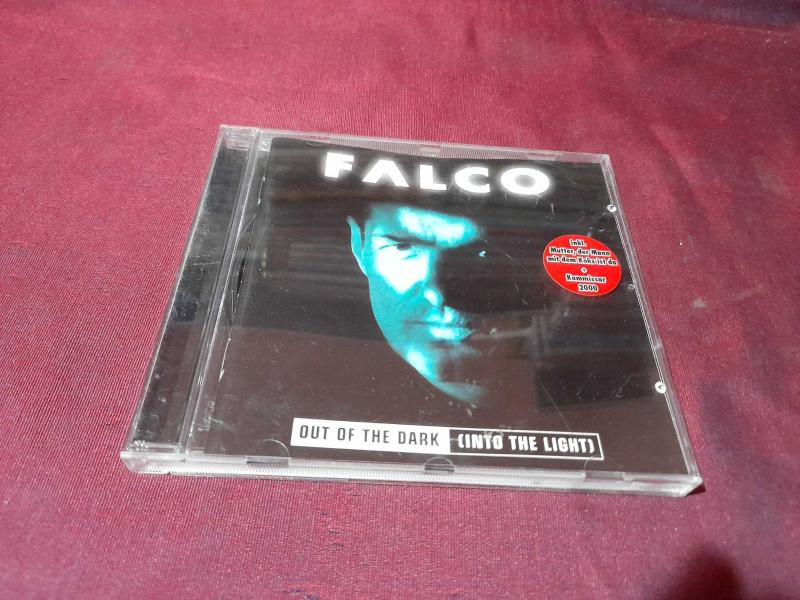 FALCO
Inkl.
Mutter, der Mann
mit dem Koks ist da
+
Kommissar
2000
OUT OF THE DARK (INTO THE LIGHT)